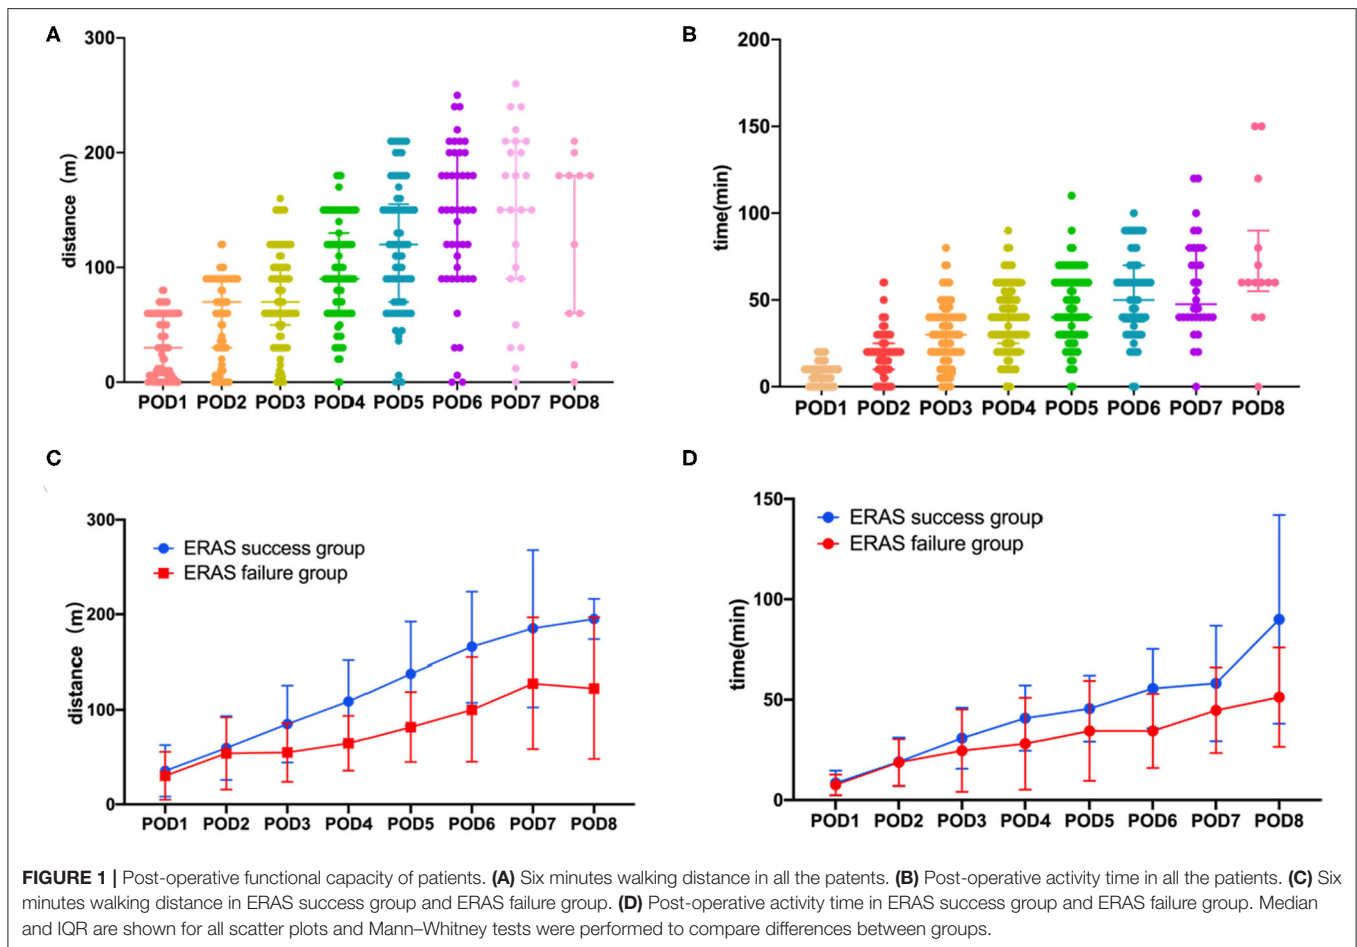 A
300
200
100
0
distance (m)
POD1 POD2 POD3 POD4 POD5 POD6 POD7 POD8
B
200
150
100
50
0
time(min)
POD1 POD2 POD3 POD4 POD5 POD6 POD7 POD8
C
300
200
100
0
distance (m)
ERAS success group
ERAS failure group
POD1 POD2 POD3 POD4 POD5 POD6 POD7 POD8
D
150
100
50
0
time(min)
ERAS success group
ERAS failure group
POD1 POD2 POD3 POD4 POD5 POD6 POD7 POD8
FIGURE 1 | Post-operative functional capacity of patients. (A) Six minutes walking distance in all the patents. (B) Post-operative activity time in all the patients. (C) Six
minutes walking distance in ERAS success group and ERAS failure group. (D) Post-operative activity time in ERAS success group and ERAS failure group. Median
and IQR are shown for all scatter plots and Mann–Whitney tests were performed to compare differences between groups.